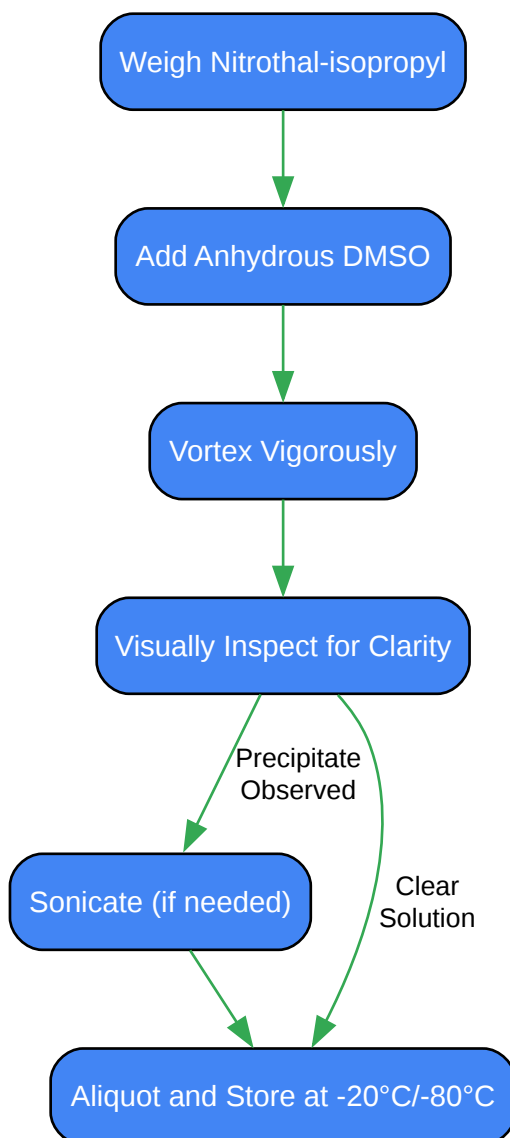 Weigh Nitrothal-isopropyl
Add Anhydrous DMSO
Vortex Vigorously
Visually Inspect for Clarity
Precipitate
Observed
Sonicate (if needed)
Clear
Solution
Aliquot and Store at -20°C/-80°C